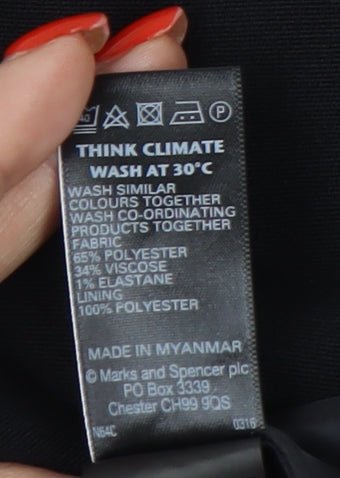 40 P
THINK CLIMATE
WASH AT 30°C
WASH SIMILAR
COLOURS TOGETHER
WASH CO-ORDINATING
PRODUCTS TOGETHER
FABRIC
65% POLYESTER
34% VISCOSE
1% ELASTANE
LINING
100% POLYESTER
MADE IN MYANMAR
© Marks and Spencer plc
PO Box 3339
Chester CH99 9QS
N64C 0316